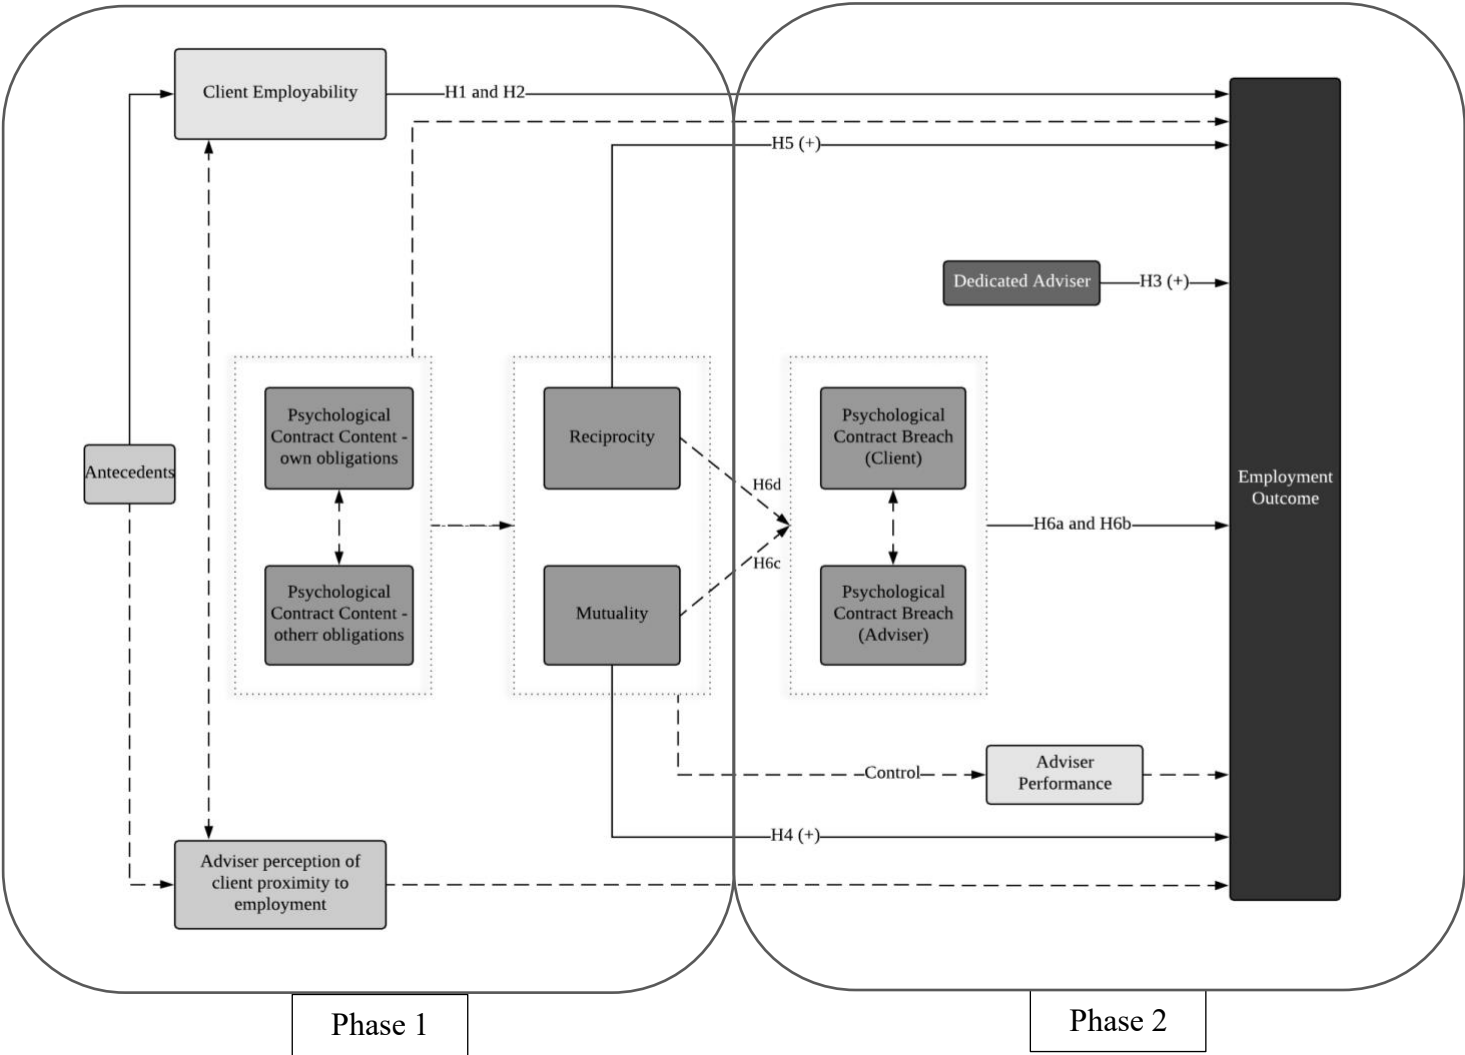 Client Employability
H1 and H2
H5 (+)
Dedicated Adviser
H3 (+)
Psychological
Contract Content -
own obligations
Reciprocity
Psychological
Contract Breach
(Client)
Antecedents
H6d
Employment
Outcome
H6a and H6b
H6c
Psychological
Contract Content -
otherr obligations
Mutuality
Psychological
Contract Breach
(Adviser)
Control
Adviser
Performance
H4 (+)
Adviser perception of
client proximity to
employment
Phase 1
Phase 2